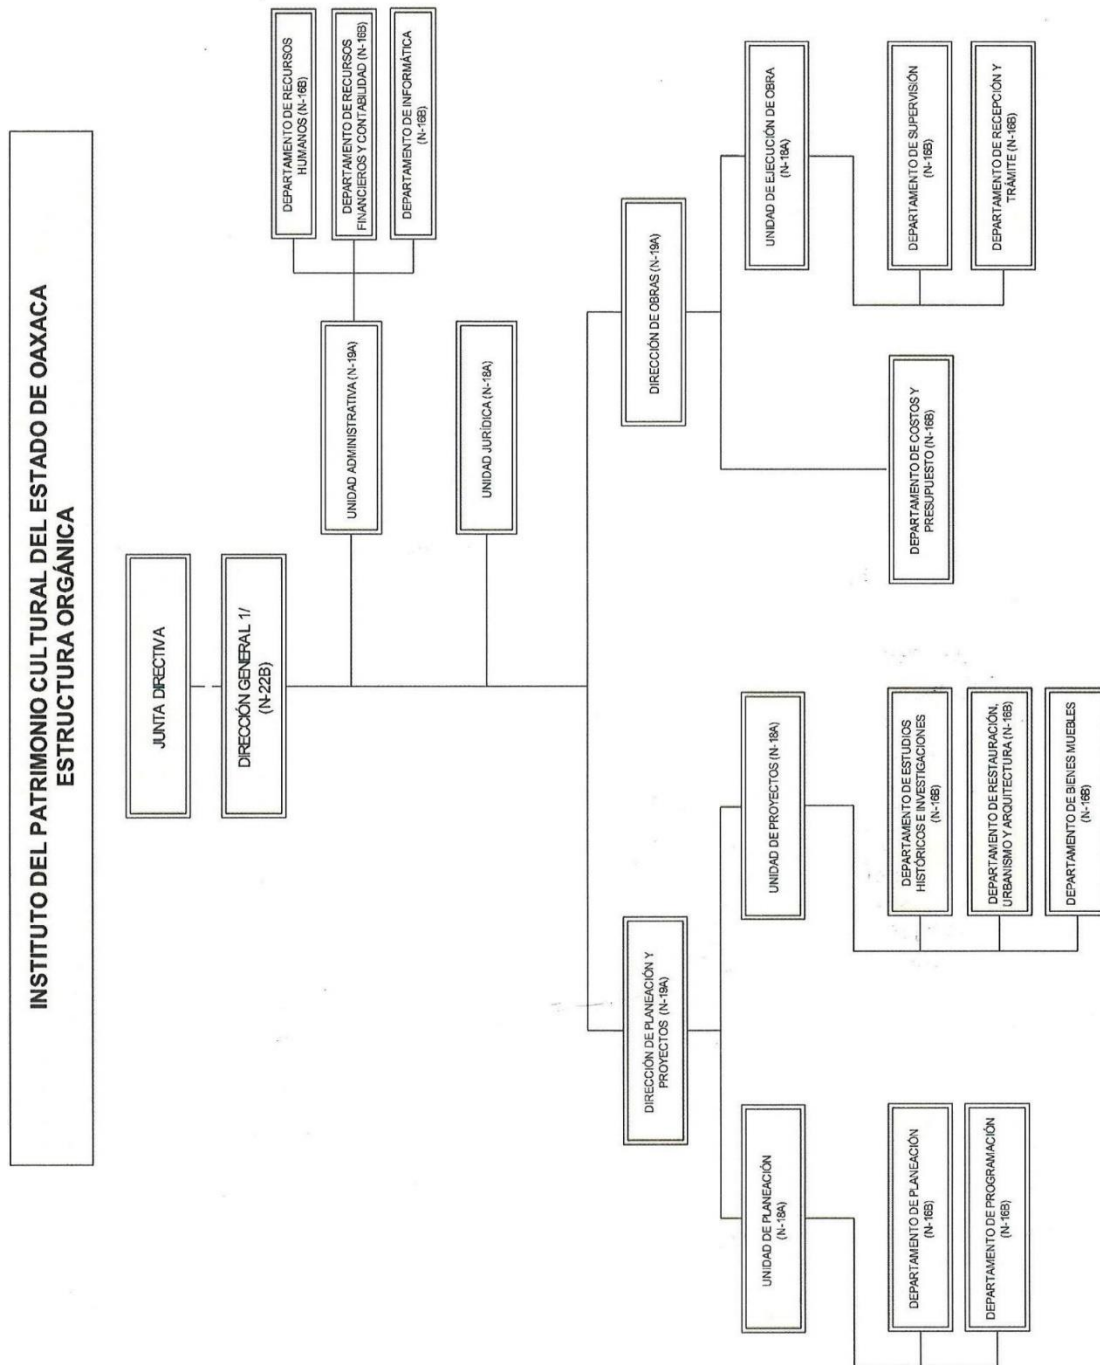 INSTITUTO DEL PATRIMONIO CULTURAL DEL ESTADO DE OAXACA
ESTRUCTURA ORGÁNICA
JUNTA DIRECTIVA
DIRECCIÓN GENERAL 1/
(N-22B)
UNIDAD ADMINISTRATIVA (N-19A)
DEPARTAMENTO DE RECURSOS
HUMANOS (N-16B)
DEPARTAMENTO DE RECURSOS
FINANCIEROS Y CONTABILIDAD (N-16B)
DEPARTAMENTO DE INFORMÁTICA
(N-16B)
UNIDAD JURÍDICA (N-18A)
DIRECCIÓN DE PLANEACIÓN Y
PROYECTOS (N-19A)
UNIDAD DE PLANEACIÓN
(N-18A)
DEPARTAMENTO DE PLANEACIÓN
(N-16B)
DEPARTAMENTO DE PROGRAMACIÓN
(N-16B)
UNIDAD DE PROYECTOS (N-18A)
DEPARTAMENTO DE ESTUDIOS
HISTÓRICOS E INVESTIGACIONES
(N-16B)
DEPARTAMENTO DE RESTAURACIÓN,
URBANISMO Y ARQUITECTURA (N-16B)
DEPARTAMENTO DE BIENES MUEBLES
(N-16B)
DIRECCIÓN DE OBRAS (N-19A)
DEPARTAMENTO DE COSTOS Y
PRESUPUESTO (N-16B)
UNIDAD DE EJECUCIÓN DE OBRA
(N-18A)
DEPARTAMENTO DE SUPERVISIÓN
(N-16B)
DEPARTAMENTO DE RECEPCIÓN Y
TRÁMITE (N-16B)